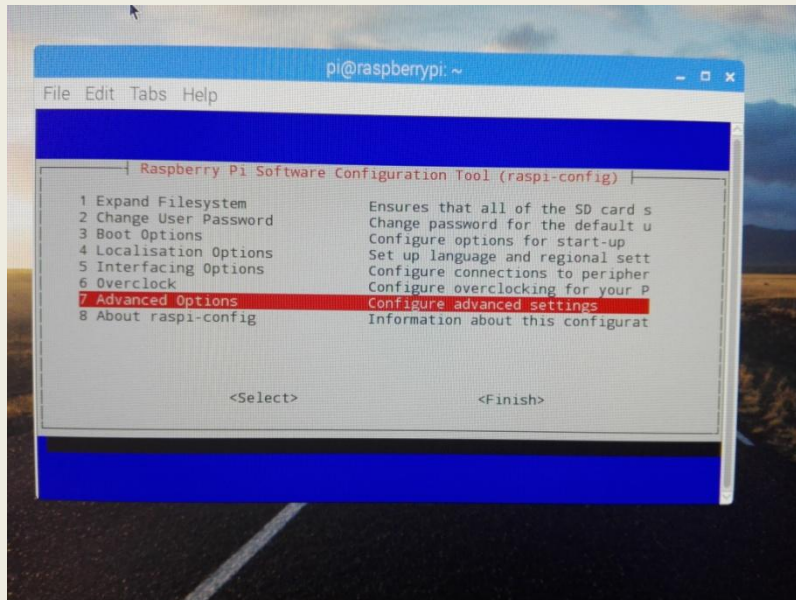 pi@raspberrypi: ~
File Edit Tabs Help
Raspberry Pi Software Configuration Tool (raspi-config)
1 Expand Filesystem Ensures that all of the SD card s
2 Change User Password Change password for the default u
3 Boot Options Configure options for start-up
4 Localisation Options Set up language and regional sett
5 Interfacing Options Configure connections to peripher
6 Overclock Configure overclocking for your P
7 Advanced Options Configure advanced settings
8 About raspi-config Information about this configurat
<Select> <Finish>